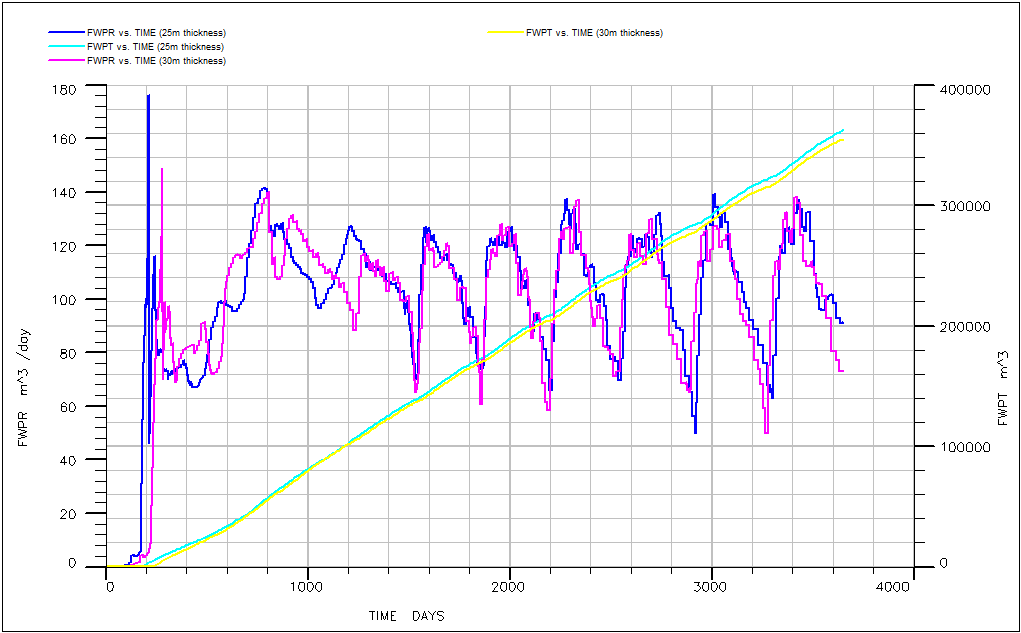 FWPR vs. TIME (25m thickness)
FWPT vs. TIME (30m thickness)
FWPT vs. TIME (25m thickness)
FWPR vs. TIME (30m thickness)
180
400000
160
140
300000
120
100
200000
80
60
100000
40
20
0
0
FWPR m^3 /day
FWPT m^3
0
1000
2000
3000
4000
TIME DAYS